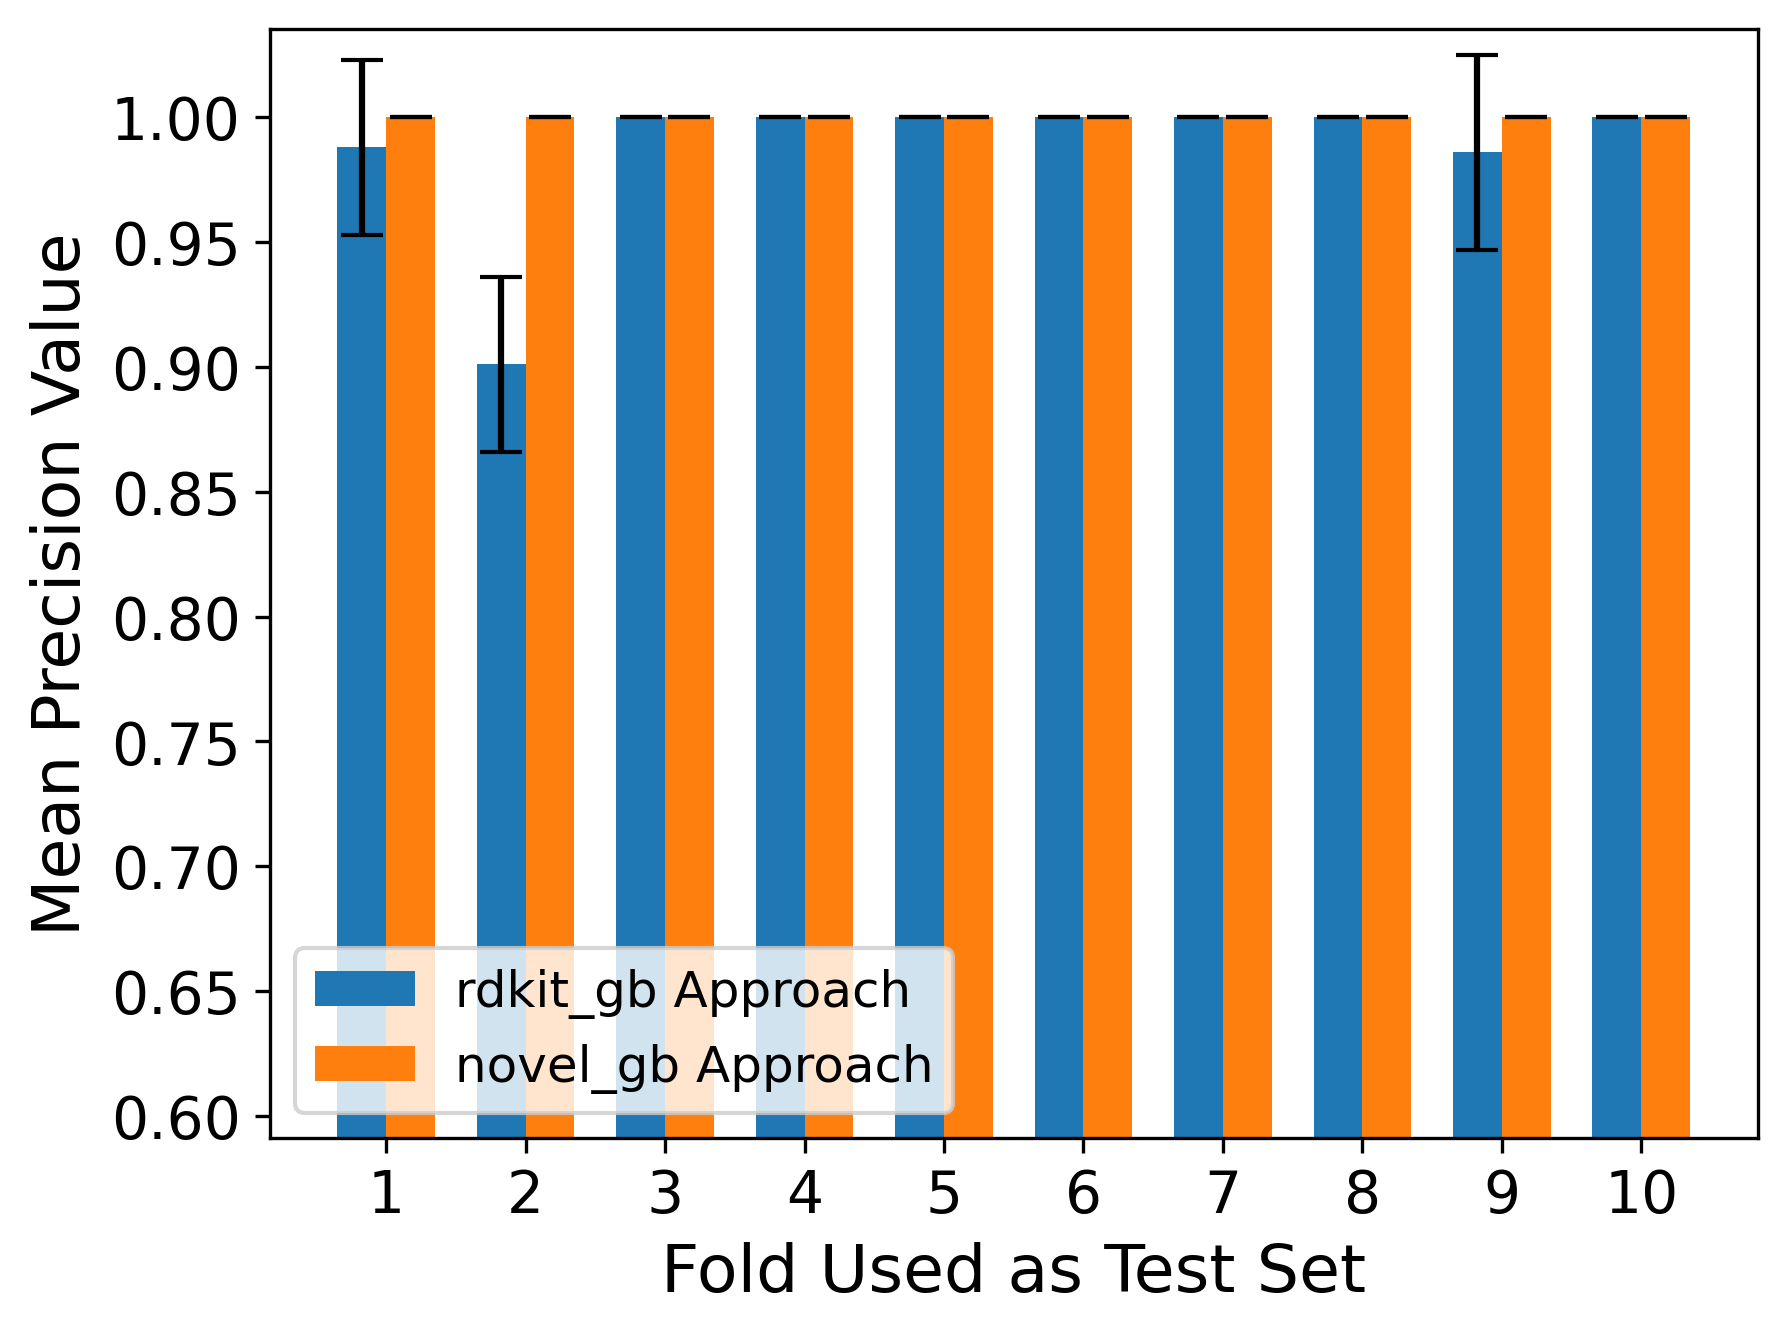 Mean Precision Value
1.00
0.95
0.90
0.85
0.80
0.75
0.70
0.65
0.60
rdkit_gb Approach
novel_gb Approach
1 2 3 4 5 6 7 8 9 10
Fold Used as Test Set